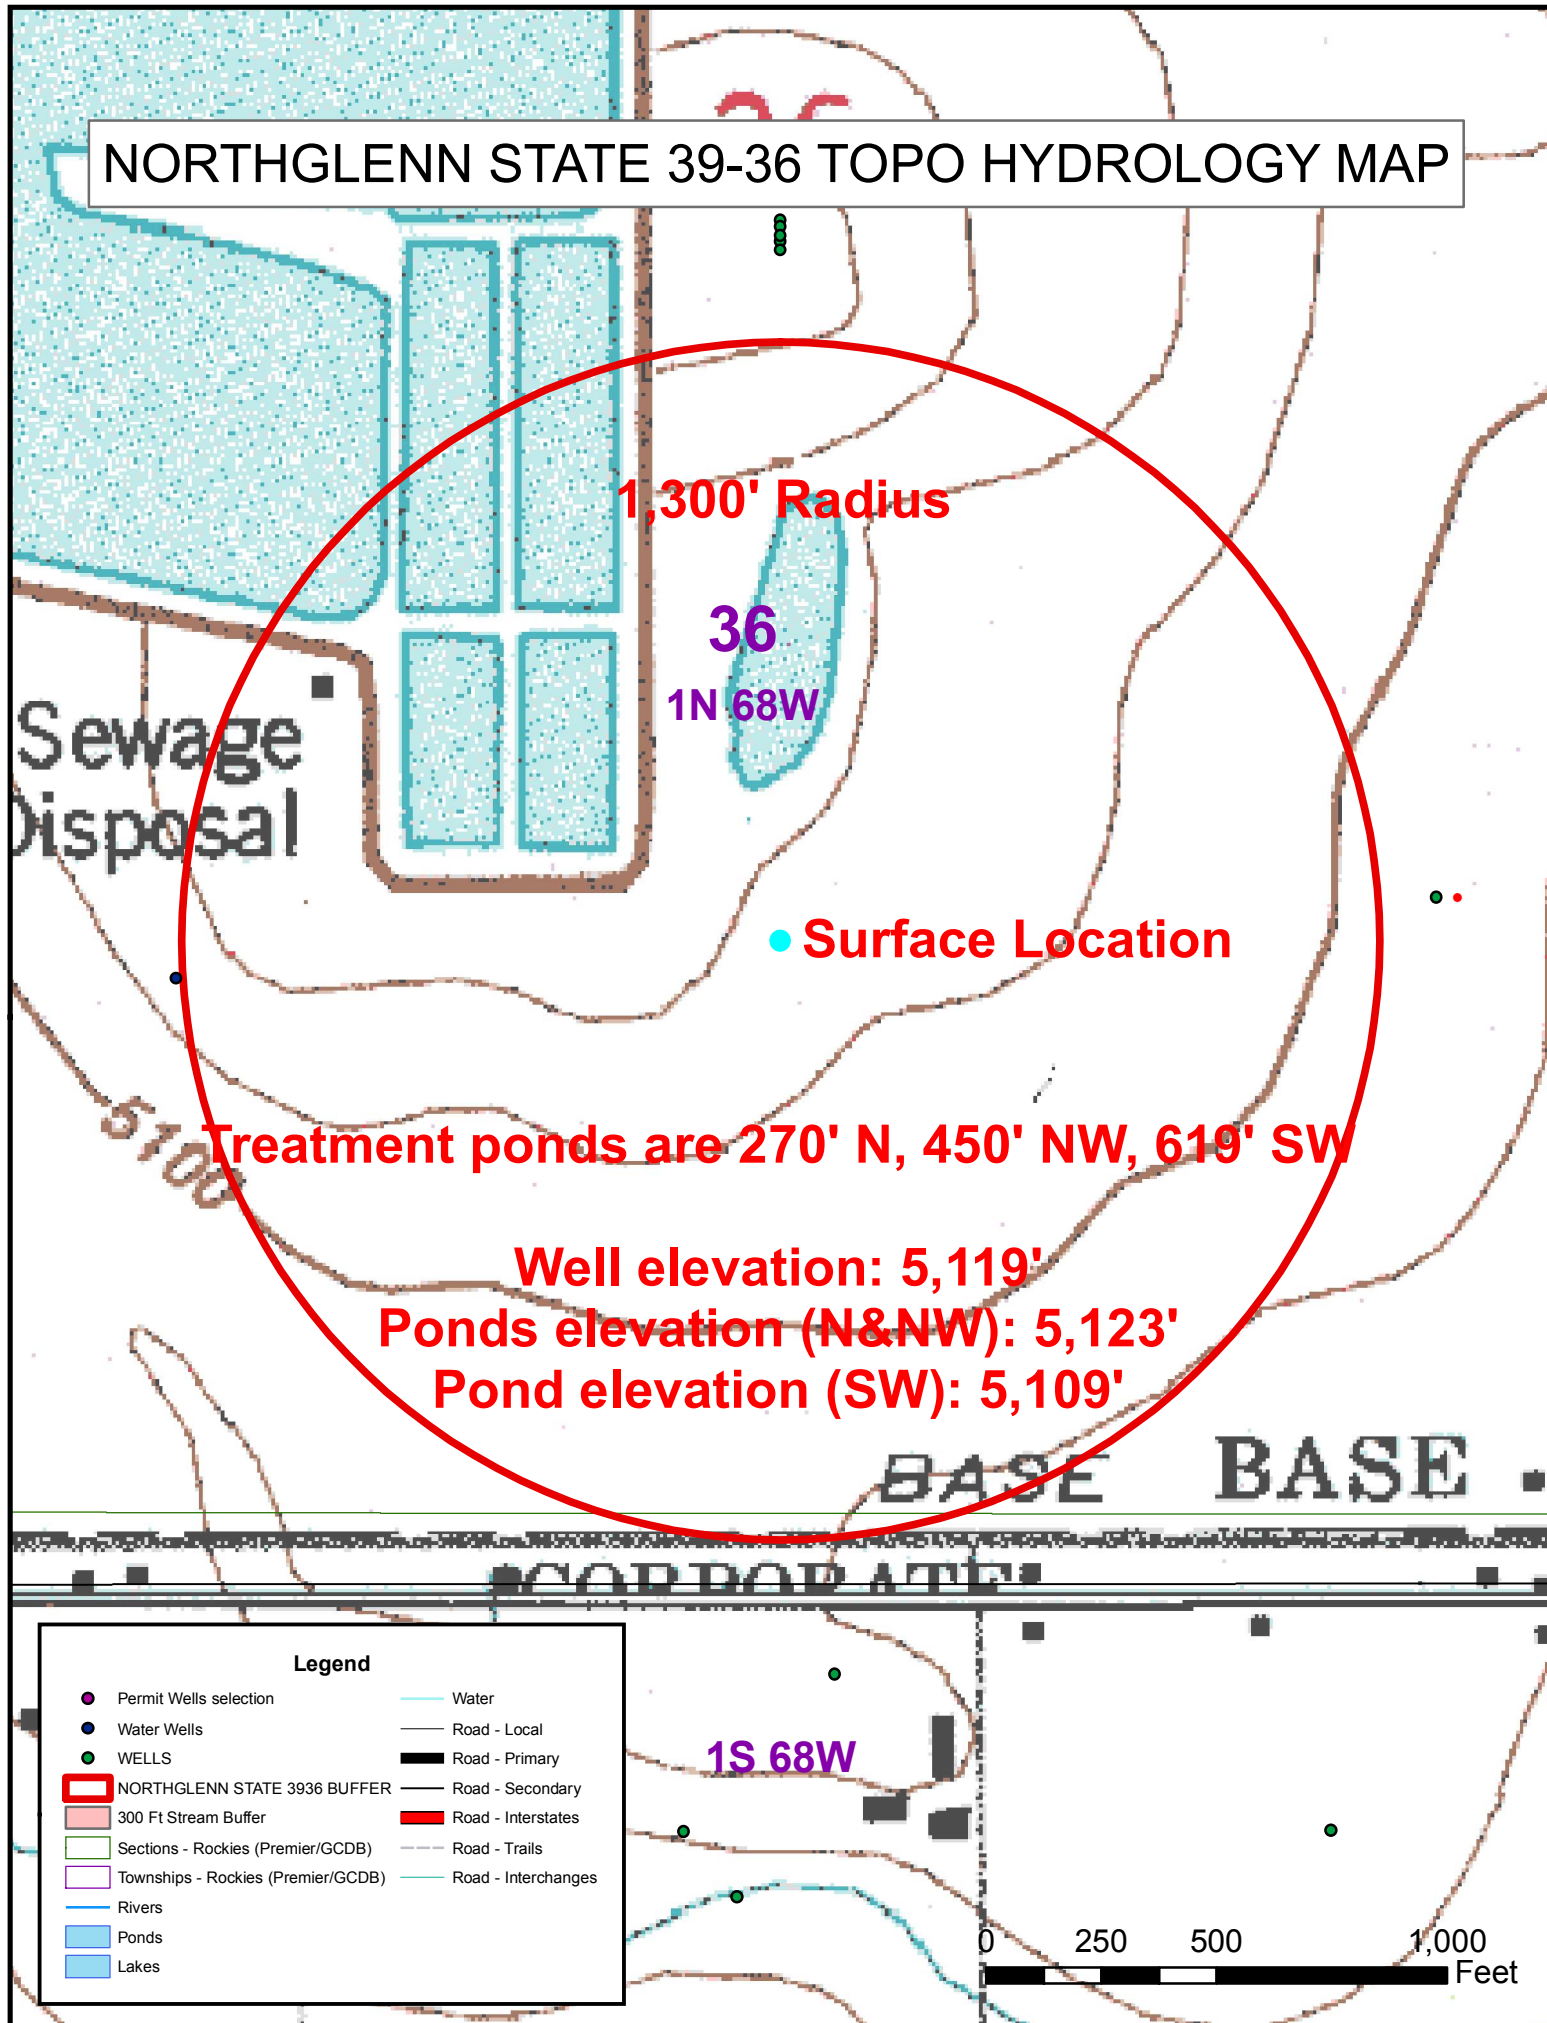 NORTHGLENN STATE 39-36 TOPO HYDROLOGY MAP
1,300' Radius
36
1N 68W
Sewage
Disposal
Surface Location
5100
Treatment ponds are 270' N, 450' NW, 619' SW
Well elevation: 5,119'
Ponds elevation (N&NW): 5,123'
Pond elevation (SW): 5,109'
BASE BASE
CORPORATE
Legend
Permit Wells selection
Water Wells
WELLS
NORTHGLENN STATE 3936 BUFFER
300 Ft Stream Buffer
Sections - Rockies (Premier/GCDB)
Townships - Rockies (Premier/GCDB)
Rivers
Ponds
Lakes
Water
Road - Local
Road - Primary
Road - Secondary
Road - Interstates
Road - Trails
Road - Interchanges
1S 68W
0 250 500 1,000
Feet